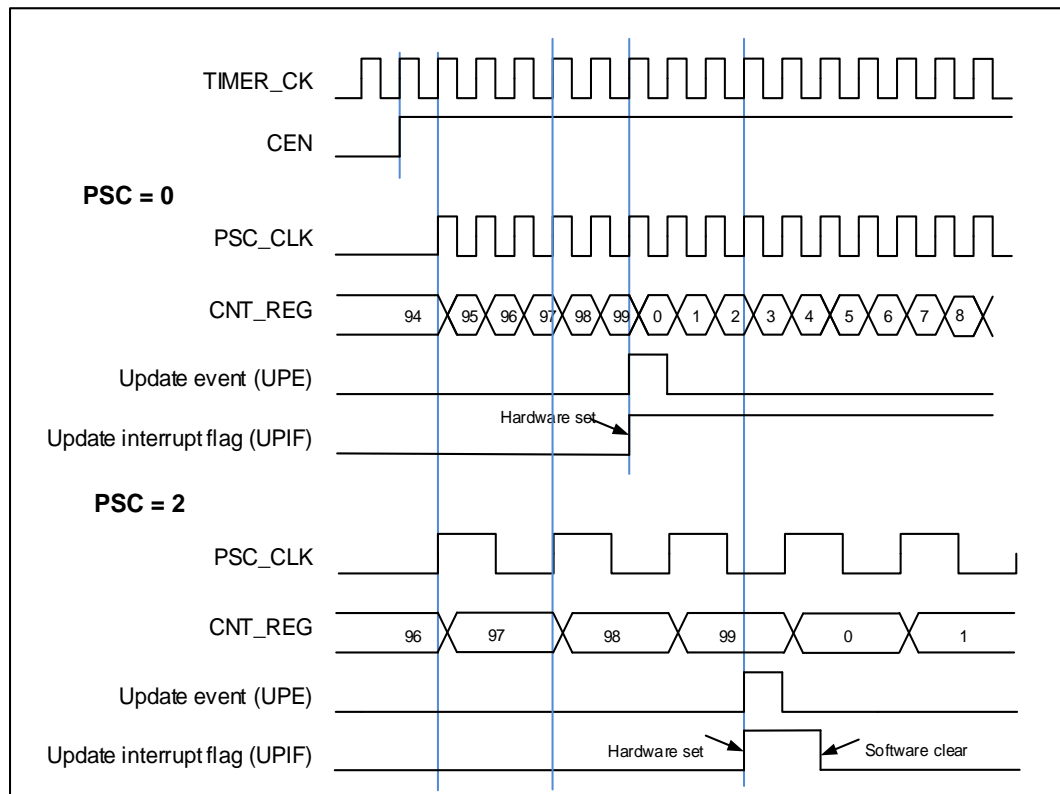 TIMER_CK
CEN
PSC = 0
PSC_CLK
CNT_REG 94 95 96 97 98 99 0 1 2 3 4 5 6 7 8
Update event (UPE)
Hardware set
Update interrupt flag (UPIF)
PSC = 2
PSC_CLK
CNT_REG 96 97 98 99 0 1
Update event (UPE)
Update interrupt flag (UPIF) Hardware set Software clear